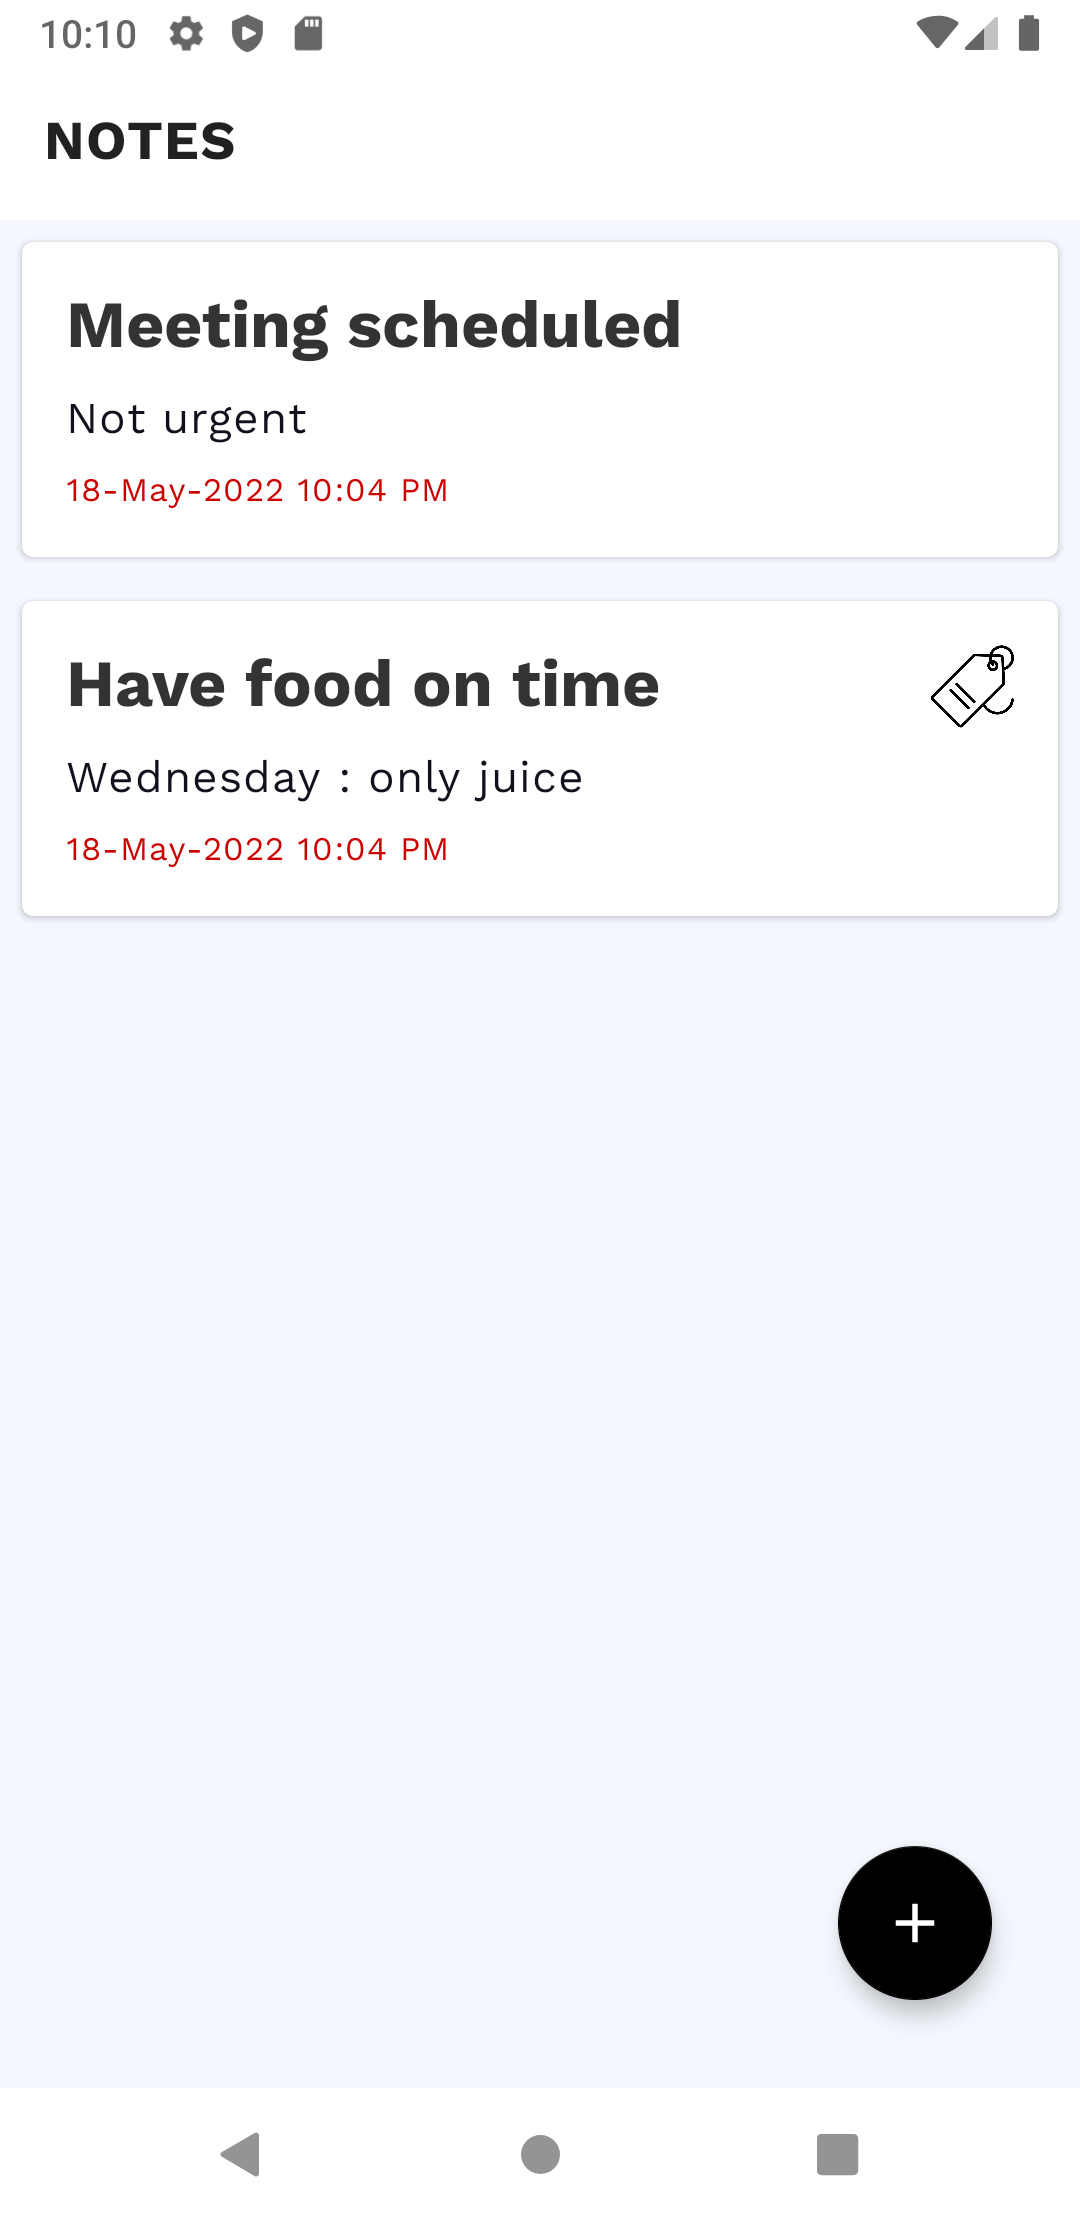 10:10
NOTES
Meeting scheduled
Not urgent
18-May-2022 10:04 PM
Have food on time
Wednesday : only juice
18-May-2022 10:04 PM